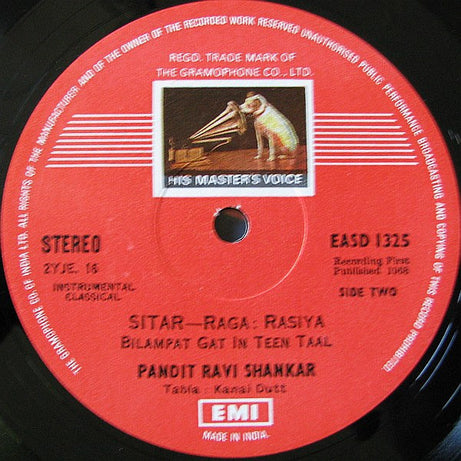 ALL RIGHTS OF THE MANUFACTURER AND OF THE OWNER OF THE RECORDED WORK RESERVED UNAUTHORISED PUBLIC PERFORMANCE BROADCASTING AND COPYING OF THIS RECORD PROHIBITED
REGD. TRADE MARK OF
THE GRAMOPHONE CO., LTD.
HIS MASTER'S VOICE
STEREO
2YJE. 16
INSTRUMENTAL
CLASSICAL
EASD 1325
Recording First
Published 1968
SIDE TWO
SITAR—RAGA: RASIYA
BILAMPAT GAT IN TEEN TAAL
PANDIT RAVI SHANKAR
Tabla : Kanai Dutt
EMI
MADE IN INDIA.
THE GRAMOPHONE CO. OF INDIA LTD.